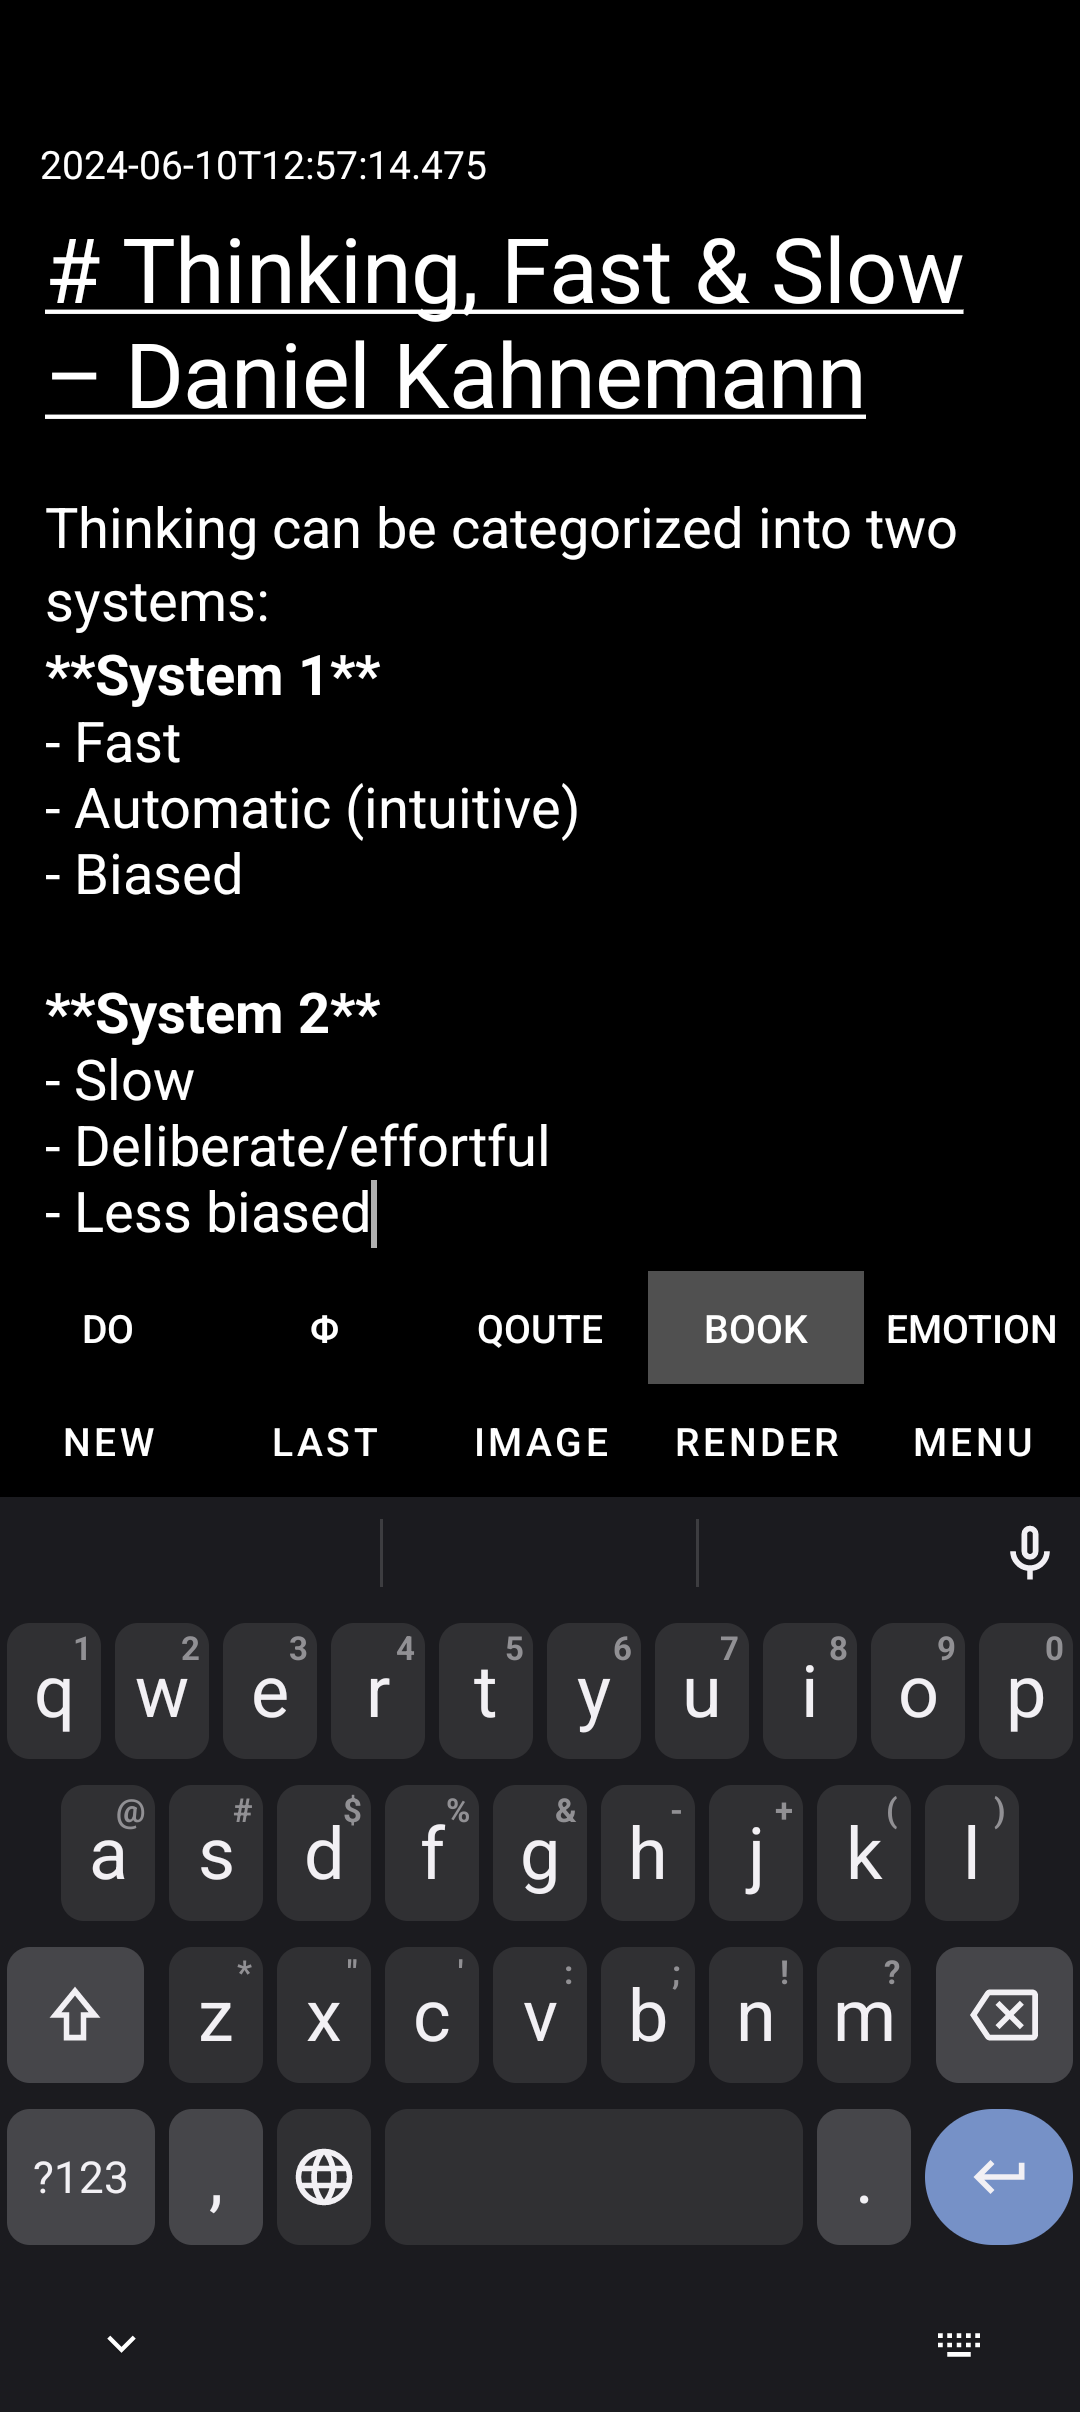 2024-06-10T12:57:14.475
# Thinking, Fast & Slow
– Daniel Kahnemann
Thinking can be categorized into two
systems:
**System 1**
- Fast
- Automatic (intuitive)
- Biased
**System 2**
- Slow
- Deliberate/effortful
- Less biased
DO Φ QOUTE BOOK EMOTION
NEW LAST IMAGE RENDER MENU
1 2 3 4 5 6 7 8 9 0
q w e r t y u i o p
@ # $ % & - + ( )
a s d f g h j k l
* " ' : ; ! ?
z x c v b n m
?123 , .